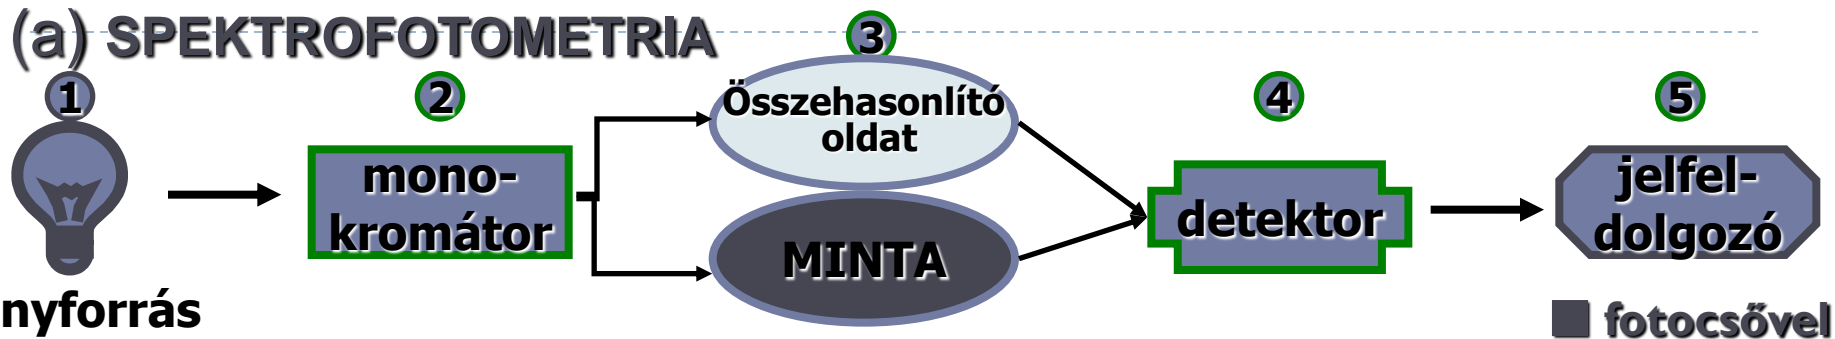 (a) SPEKTROFOTOMETRIA
1
2
3
4
5
Összehasonlító
oldat
mono-
kromátor
MINTA
detektor
jelfel-
dolgozó
nyforrás
fotocsővel